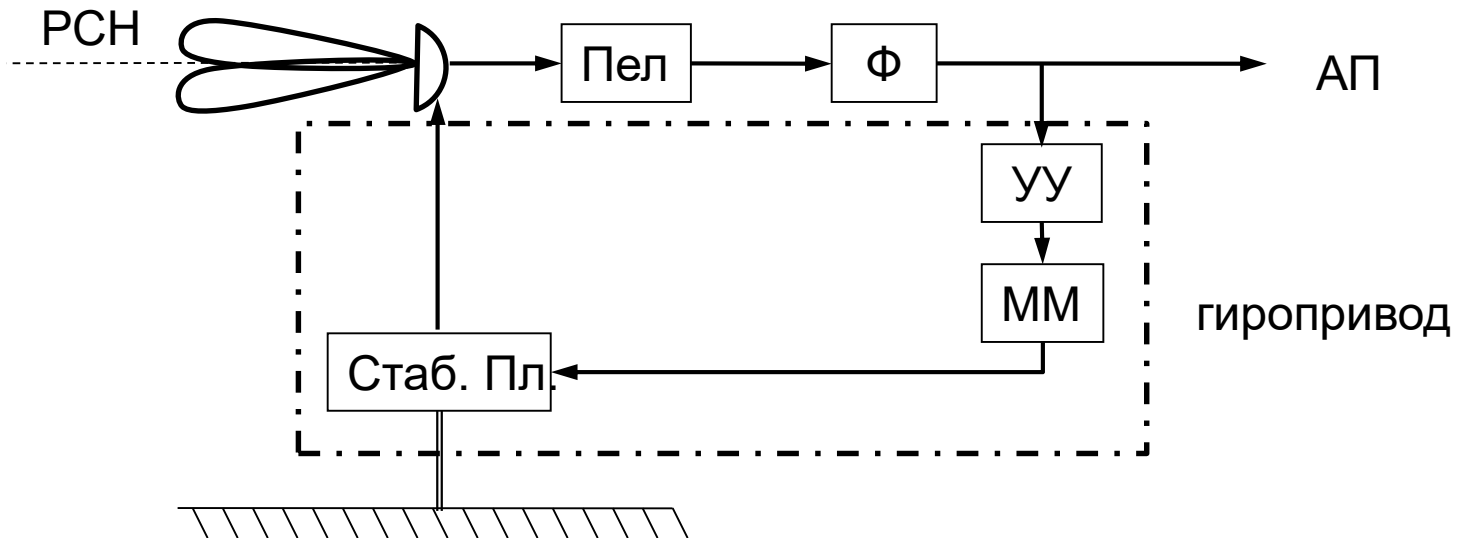 РСН
Пел
Ф
АП
УУ
ММ
гиропривод
Стаб. Пл.